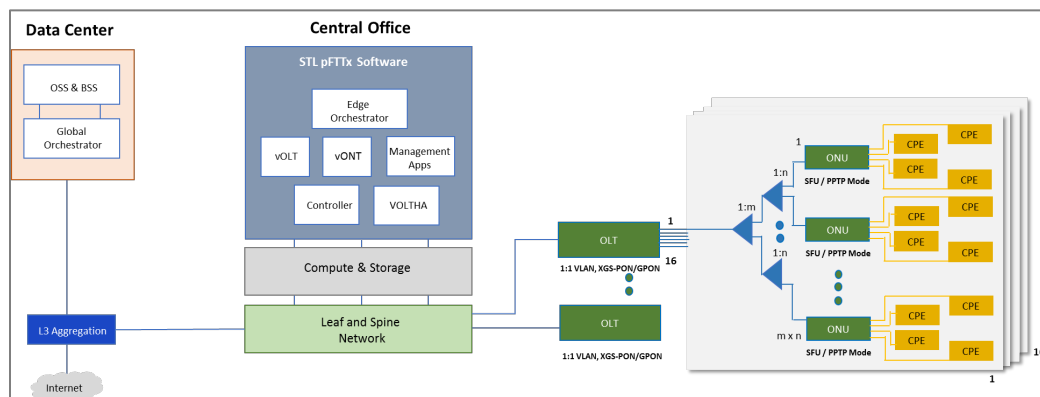 Data Center
Central Office
OSS & BSS
Global
Orchestrator
STL pFTTx Software
Edge
Orchestrator
vOLT
vONT
Management
Apps
Controller
VOLTHA
Compute & Storage
Leaf and Spine
Network
L3 Aggregation
Internet
OLT
1:1 VLAN, XGS-PON/GPON
OLT
1:1 VLAN, XGS-PON/GPON
1
16
1:m
1:n
1:n
1
ONU
SFU / PPTP Mode
CPE
CPE
CPE
CPE
ONU
SFU / PPTP Mode
CPE
CPE
CPE
CPE
m x n
ONU
SFU / PPTP Mode
CPE
CPE
CPE
CPE
1